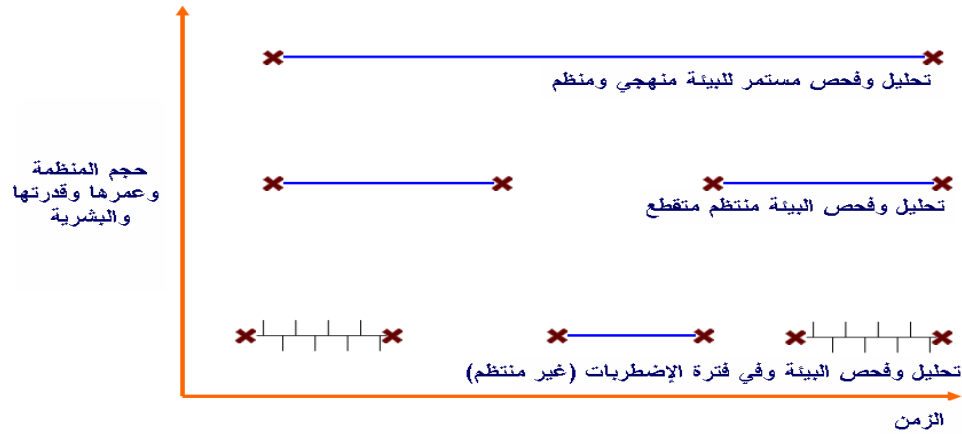 تحليل وفحص مستمر للبيئة منهجي ومنظم
حجم المنظمة
وعمرها وقدرتها
والبشرية
تحليل وفحص البيئة منتظم متقطع
تحليل وفحص البيئة وفي فترة الإضطربات (غير منتظم)
الزمن